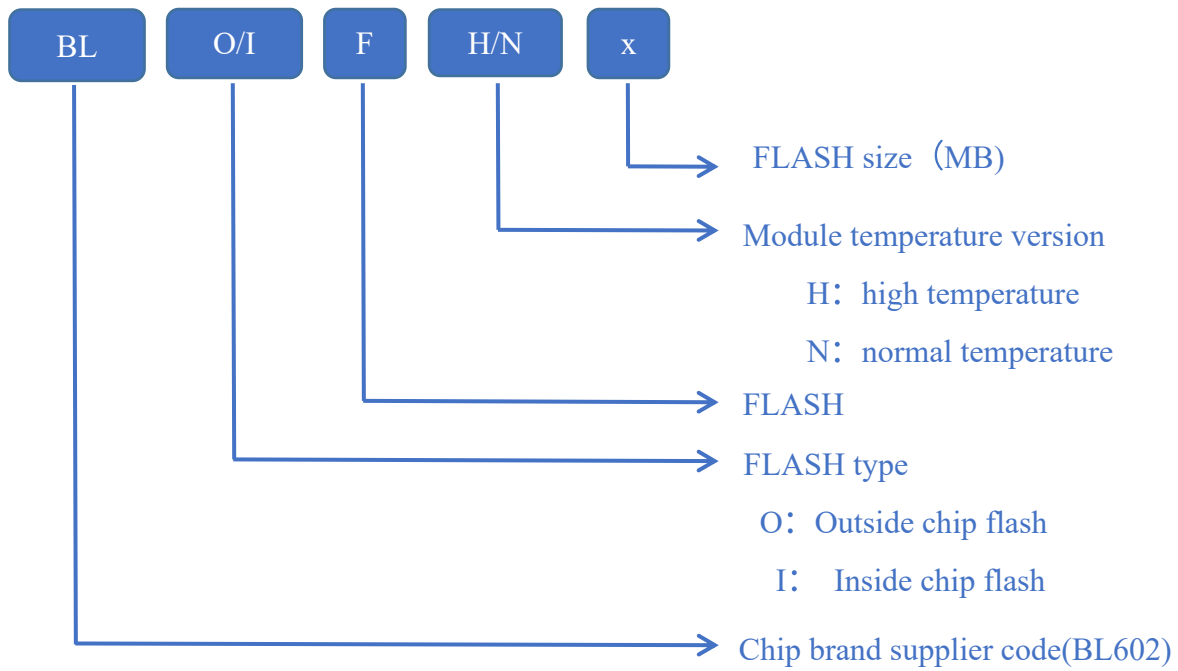 BL O/I F H/N x
FLASH size（MB)
Module temperature version
H：high temperature
N：normal temperature
FLASH
FLASH type
O：Outside chip flash
I： Inside chip flash
Chip brand supplier code(BL602)